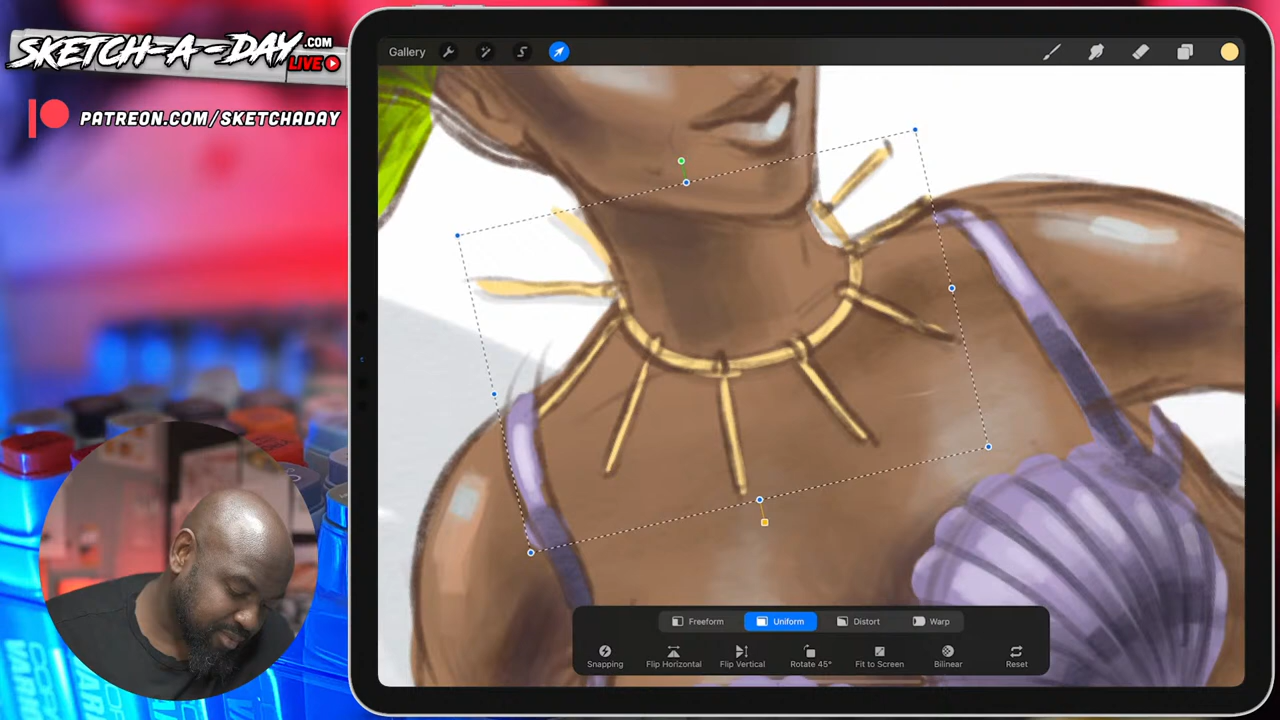 SKETCH-A-DAY.COM
LIVE
PATREON.COM/SKETCHADAY
Gallery
Freeform
Uniform
Distort
Warp
Snapping
Flip Horizontal
Flip Vertical
Rotate 45°
Fit to Screen
Bilinear
Reset